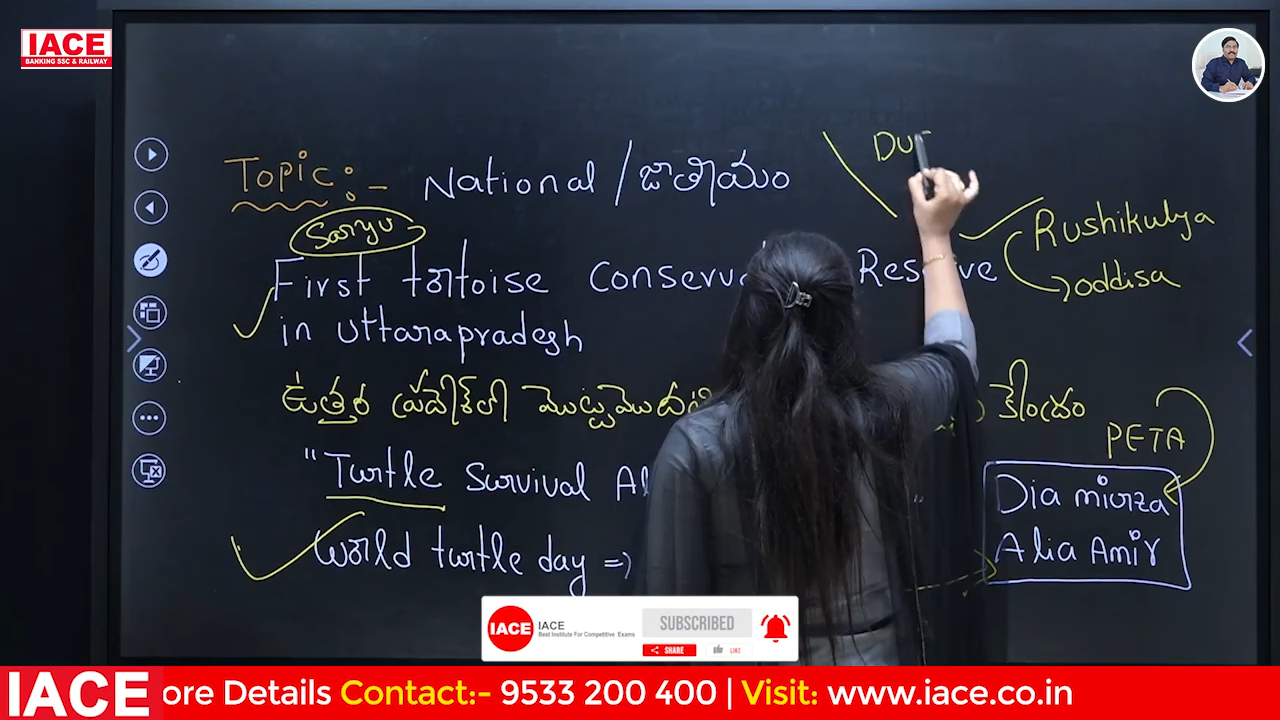 IACE
BANKING SSC & RAILWAY
Topic:- National / జాతీయం
Du
Saryu
Rushikulya
→ oddisa
First tortoise Conserva Reserve
in uttarapradesh
ఉత్తర ప్రదేశ్‌లో మొట్టమొదటి కేంద్రం
PETA
"Turtle Survival Al "
Dia mirza
World turtle day =>
Alia Amir
IACE
IACE
Best Institute For Competitive Exams
SUBSCRIBED
SHARE
LIKE
IACE ore Details Contact:- 9533 200 400 | Visit: www.iace.co.in